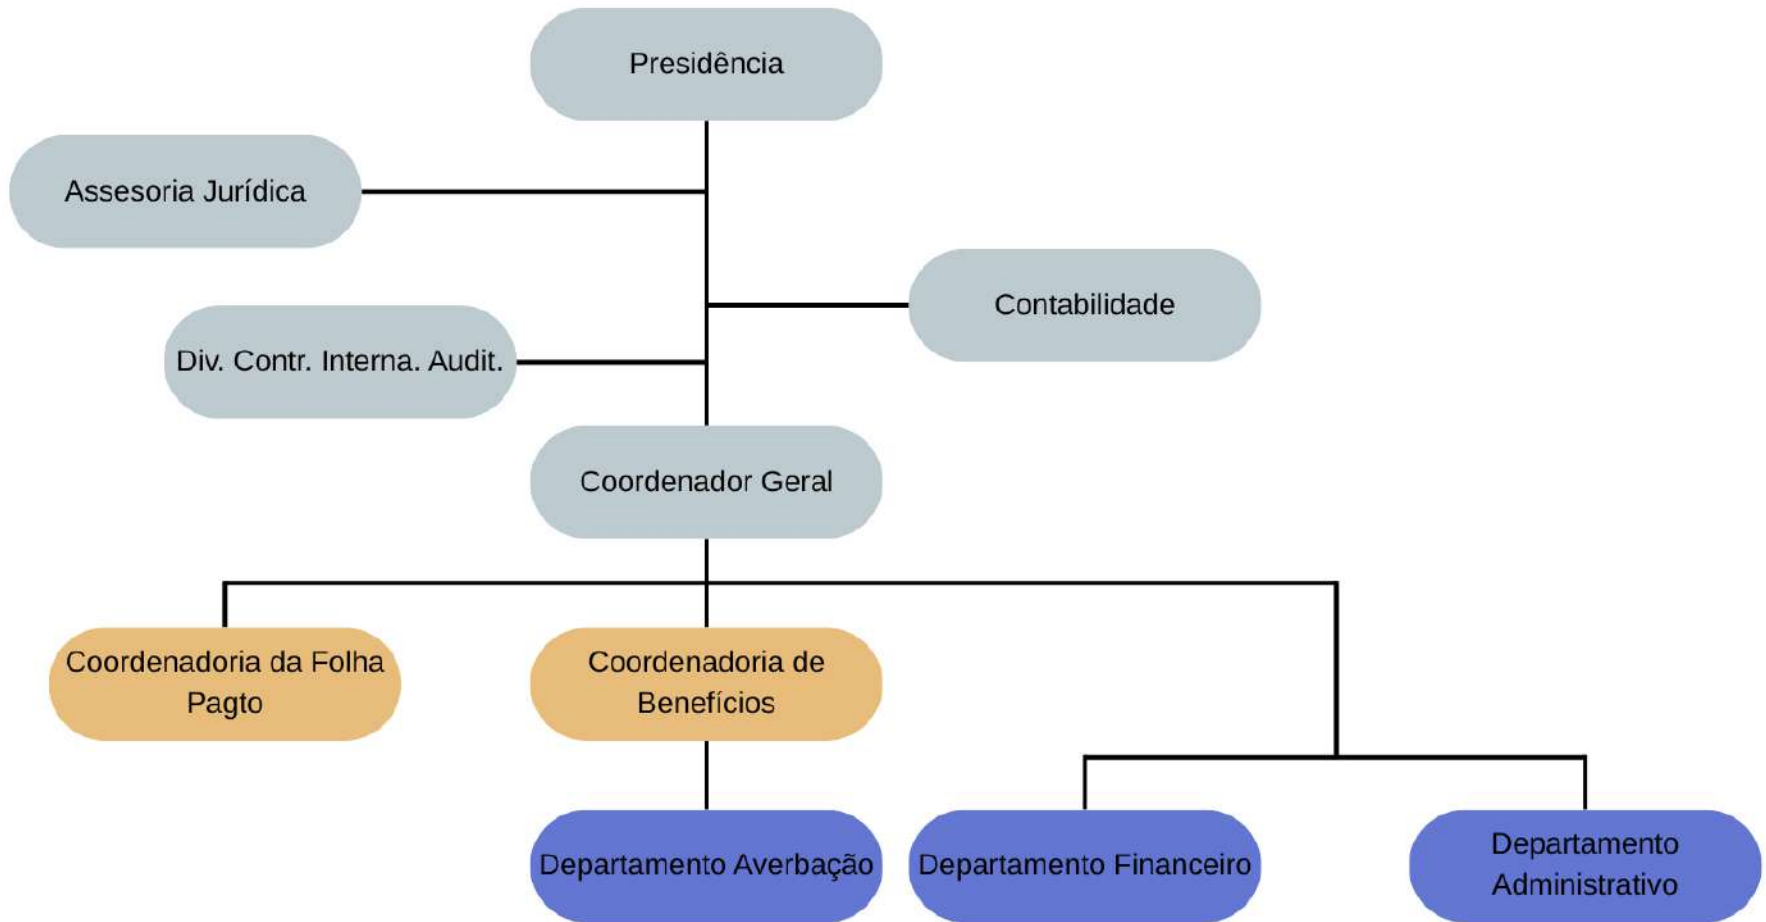 Presidência
Assesoria Jurídica
Contabilidade
Div. Contr. Interna. Audit.
Coordenador Geral
Coordenadoria da Folha
Pagto
Coordenadoria de
Benefícios
Departamento Averbação
Departamento Financeiro
Departamento
Administrativo